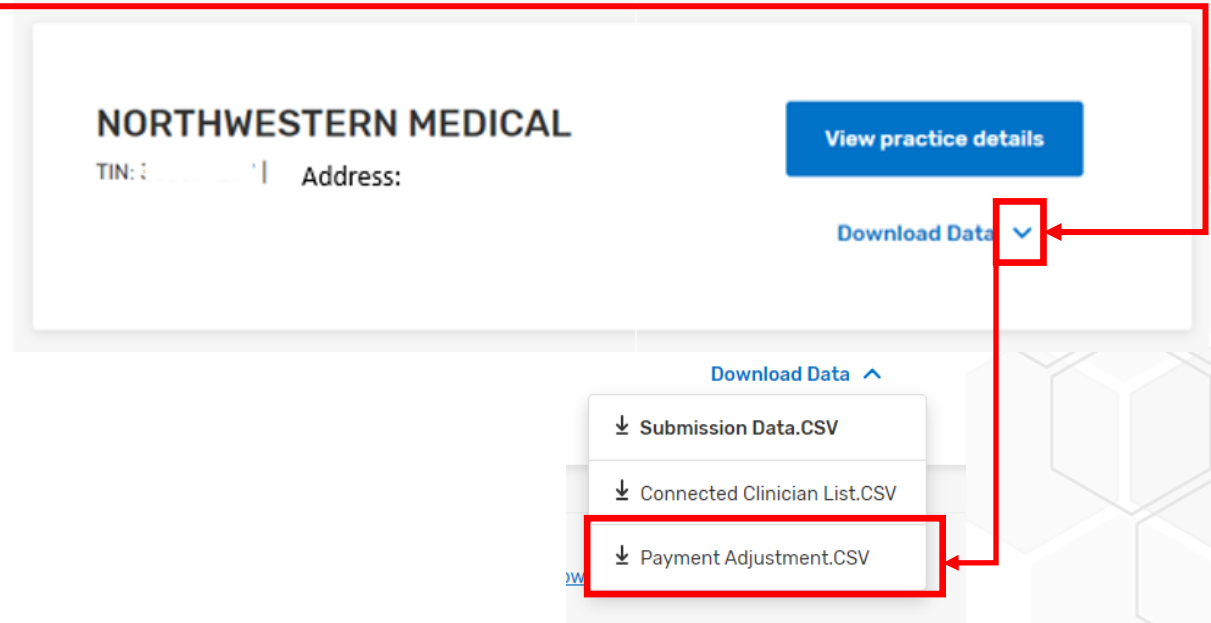 NORTHWESTERN MEDICAL
View practice details
TIN:
Address:
Download Data
Download Data
Submission Data.CSV
Connected Clinician List.CSV
Payment Adjustment.CSV